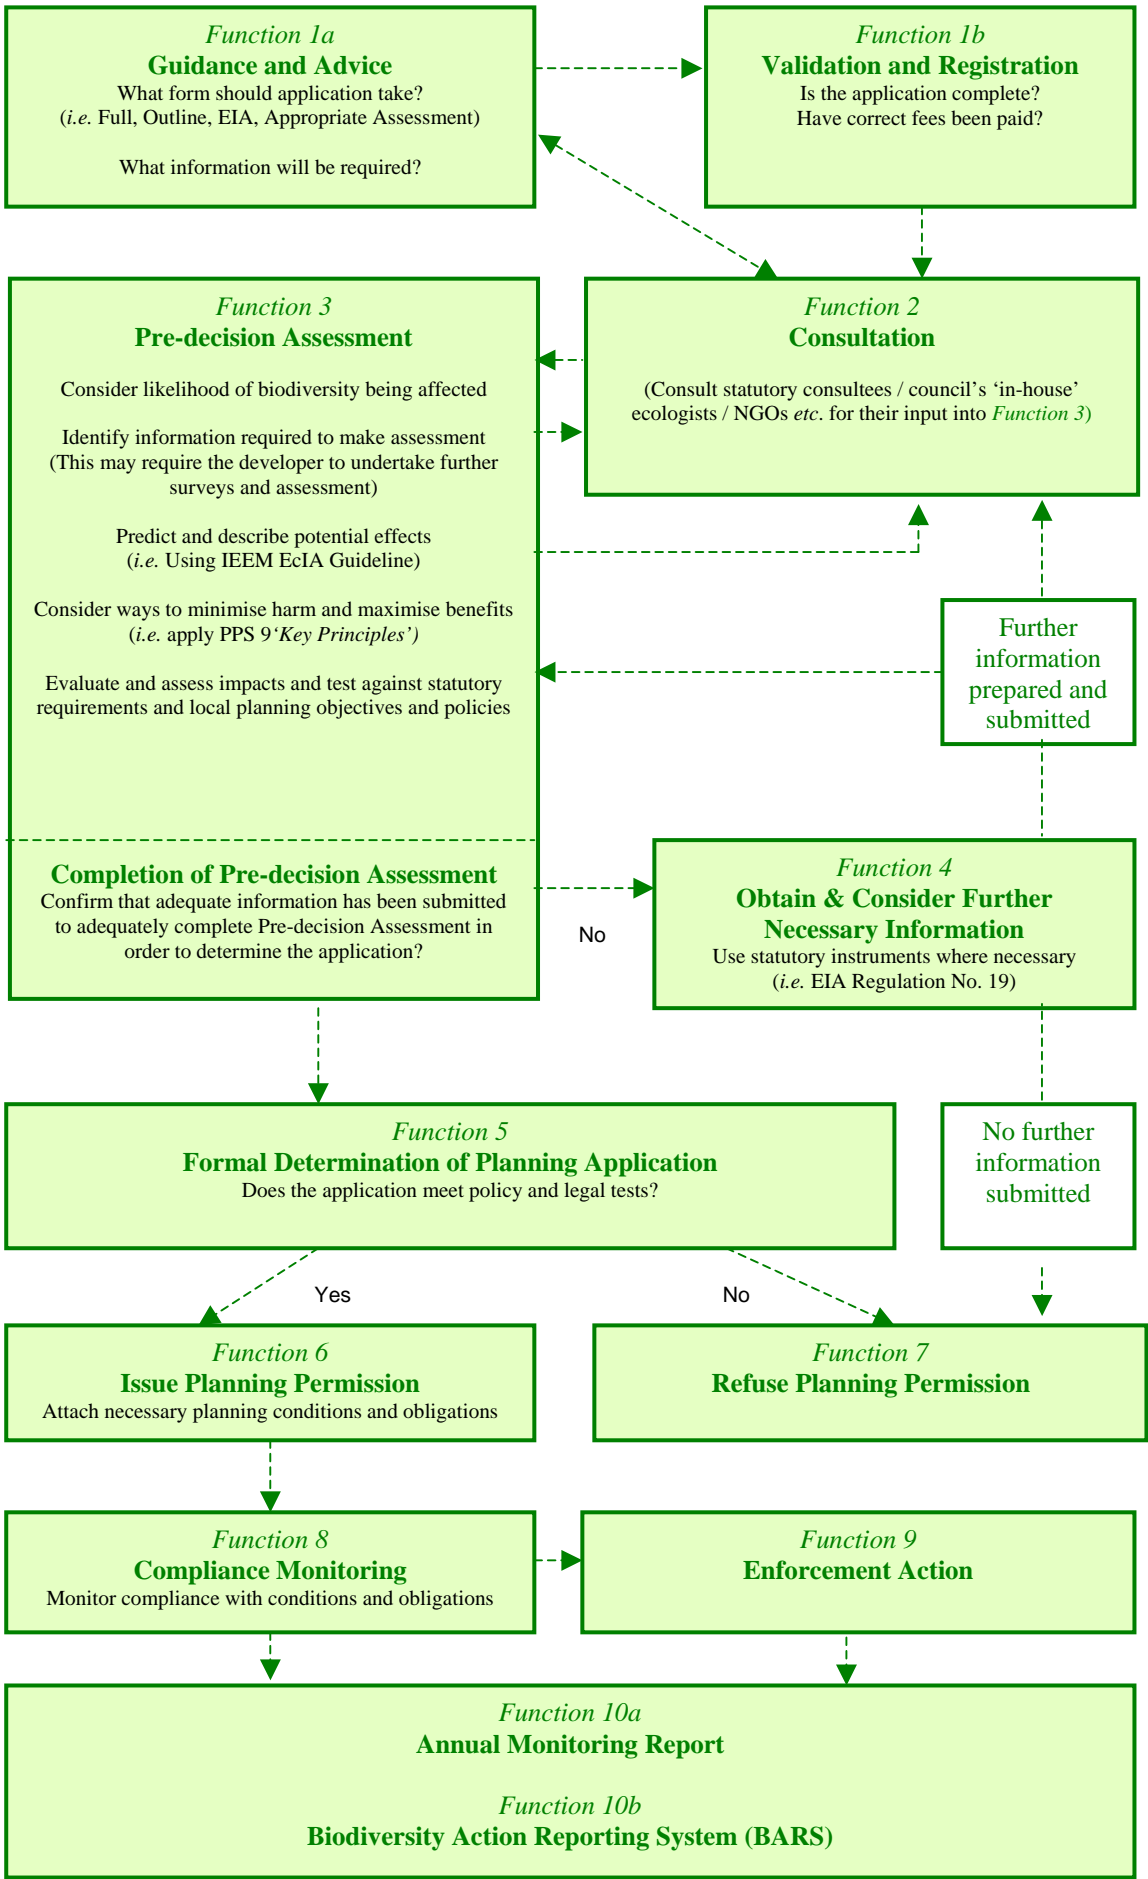 Function 1a
Guidance and Advice
What form should application take?
(i.e. Full, Outline, EIA, Appropriate Assessment)
What information will be required?
Function 1b
Validation and Registration
Is the application complete?
Have correct fees been paid?
Function 3
Pre-decision Assessment
Consider likelihood of biodiversity being affected
Identify information required to make assessment
(This may require the developer to undertake further
surveys and assessment)
Predict and describe potential effects
(i.e. Using IEEM EcIA Guideline)
Consider ways to minimise harm and maximise benefits
(i.e. apply PPS 9 ‘Key Principles’)
Evaluate and assess impacts and test against statutory
requirements and local planning objectives and policies
Function 2
Consultation
(Consult statutory consultees / council’s ‘in-house’
ecologists / NGOs etc. for their input into Function 3)
Further
information
prepared and
submitted
Completion of Pre-decision Assessment
Confirm that adequate information has been submitted
to adequately complete Pre-decision Assessment in
order to determine the application?
No
Function 4
Obtain & Consider Further
Necessary Information
Use statutory instruments where necessary
(i.e. EIA Regulation No. 19)
Function 5
Formal Determination of Planning Application
Does the application meet policy and legal tests?
No further
information
submitted
Yes
No
Function 6
Issue Planning Permission
Attach necessary planning conditions and obligations
Function 7
Refuse Planning Permission
Function 8
Compliance Monitoring
Monitor compliance with conditions and obligations
Function 9
Enforcement Action
Function 10a
Annual Monitoring Report
Function 10b
Biodiversity Action Reporting System (BARS)